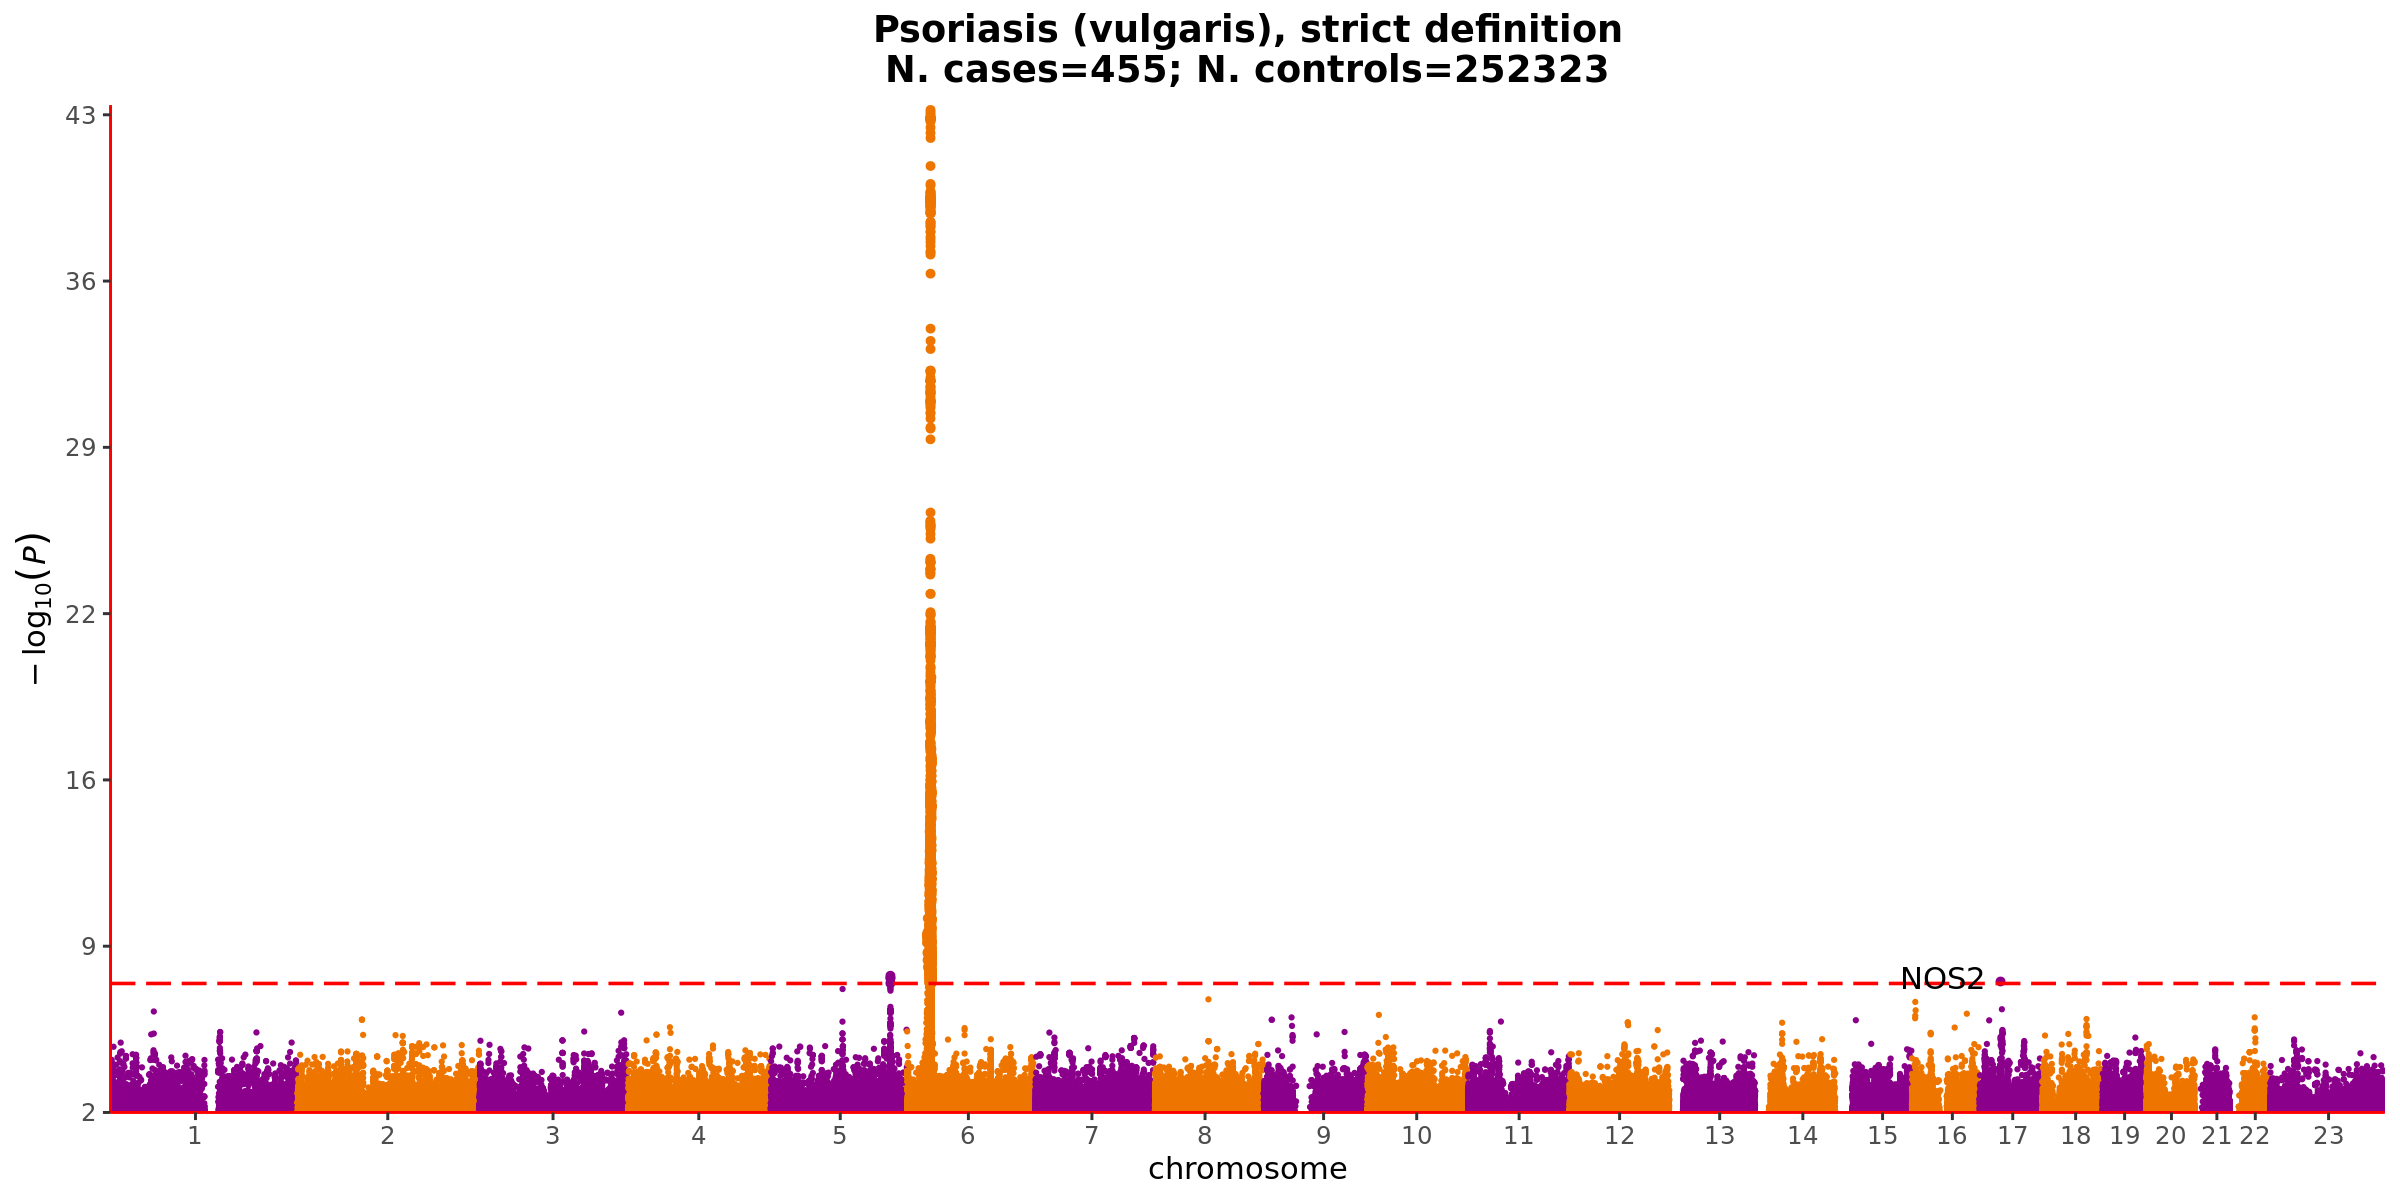 Psoriasis (vulgaris), strict definition
N. cases=455; N. controls=252323
43
36
29
22
16
9
2
−log10(P)
NOS2
1 2 3 4 5 6 7 8 9 10 11 12 13 14 15 16 17 18 19 20 21 22 23
chromosome